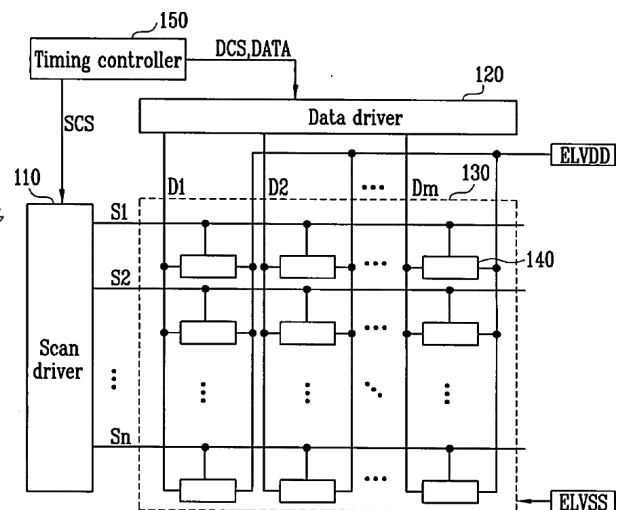 150
Timing controller
DCS,DATA
120
SCS
Data driver
ELVDD
110
D1
D2
Dm
130
S1
140
S2
Scan
driver
Sn
ELVSS